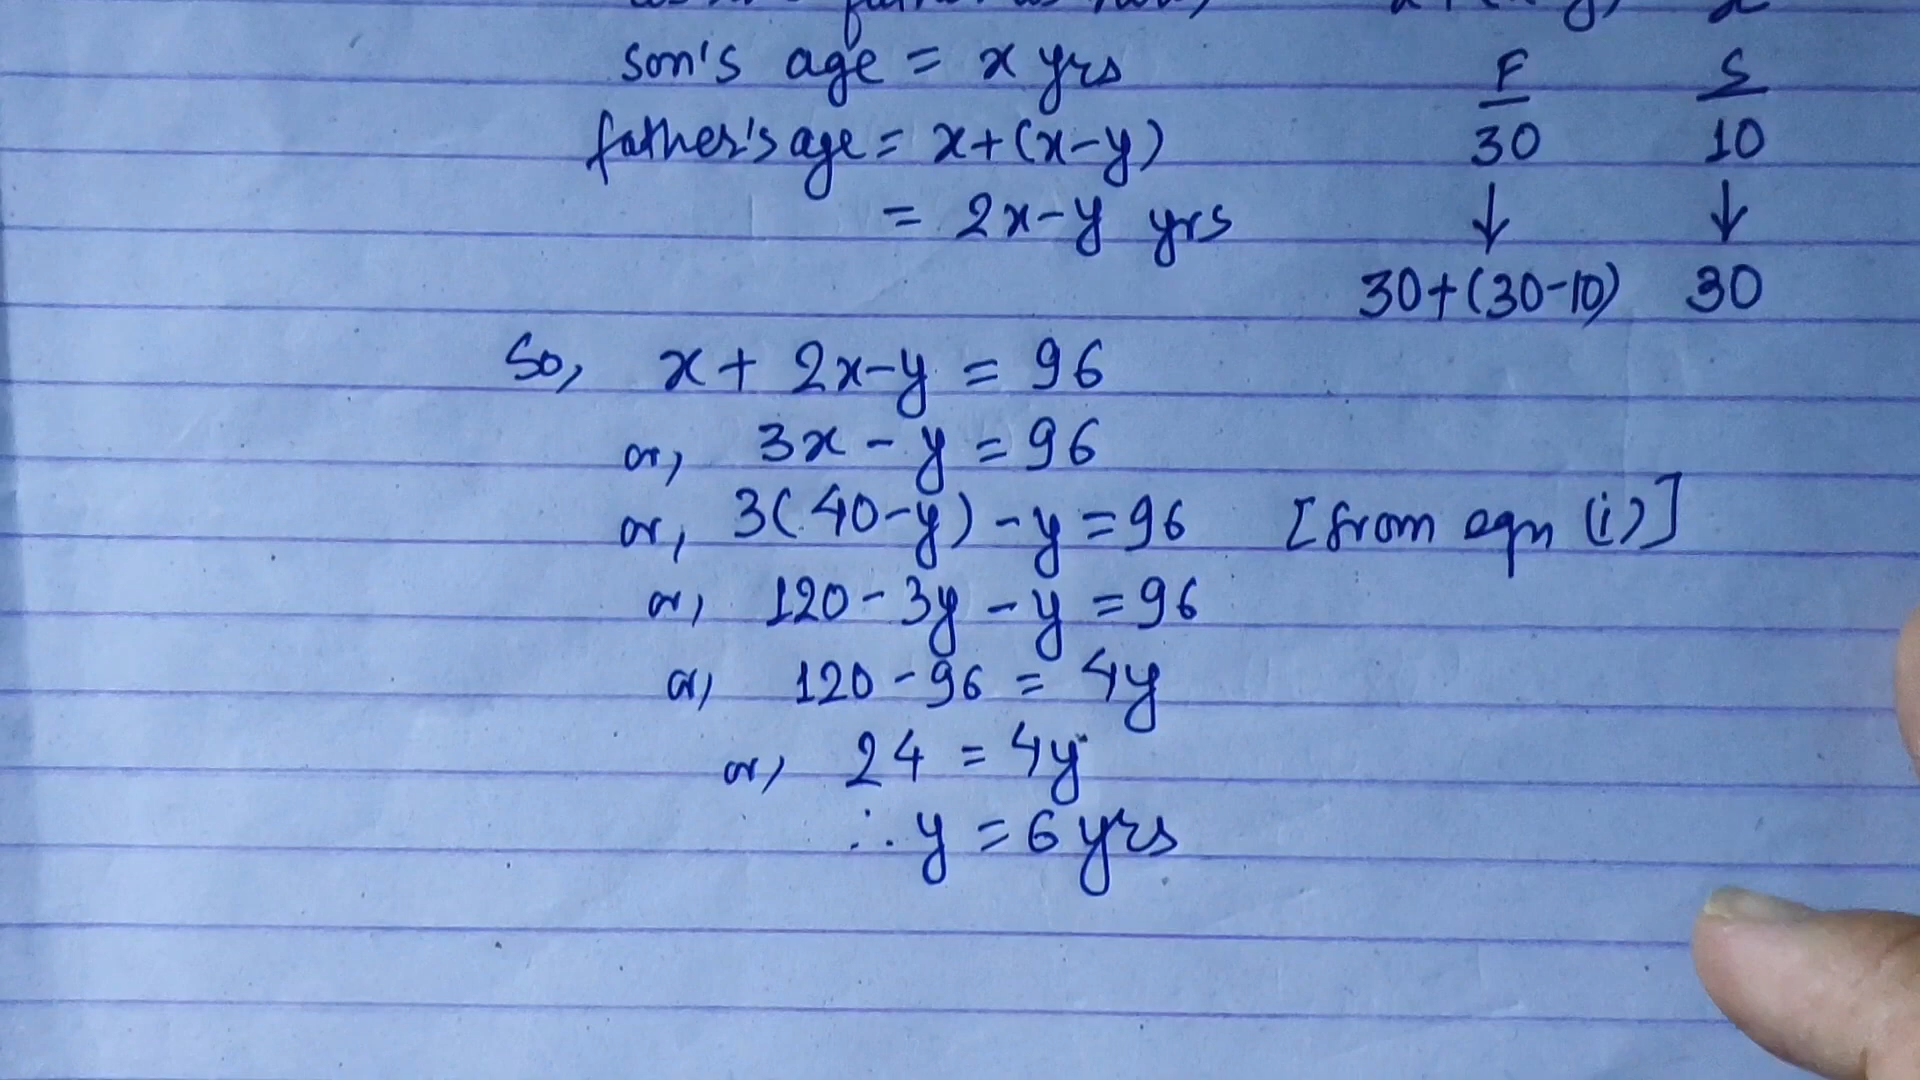 son's age = x yrs
father's age = x+(x-y)
= 2x-y yrs
F S
30 10
↓ ↓
30+(30-10) 30
So, x + 2x-y = 96
or, 3x - y = 96
or, 3(40-y) - y = 96 [from eqn (i)]
or, 120 - 3y - y = 96
or, 120 - 96 = 4y
or, 24 = 4y
∴ y = 6 yrs